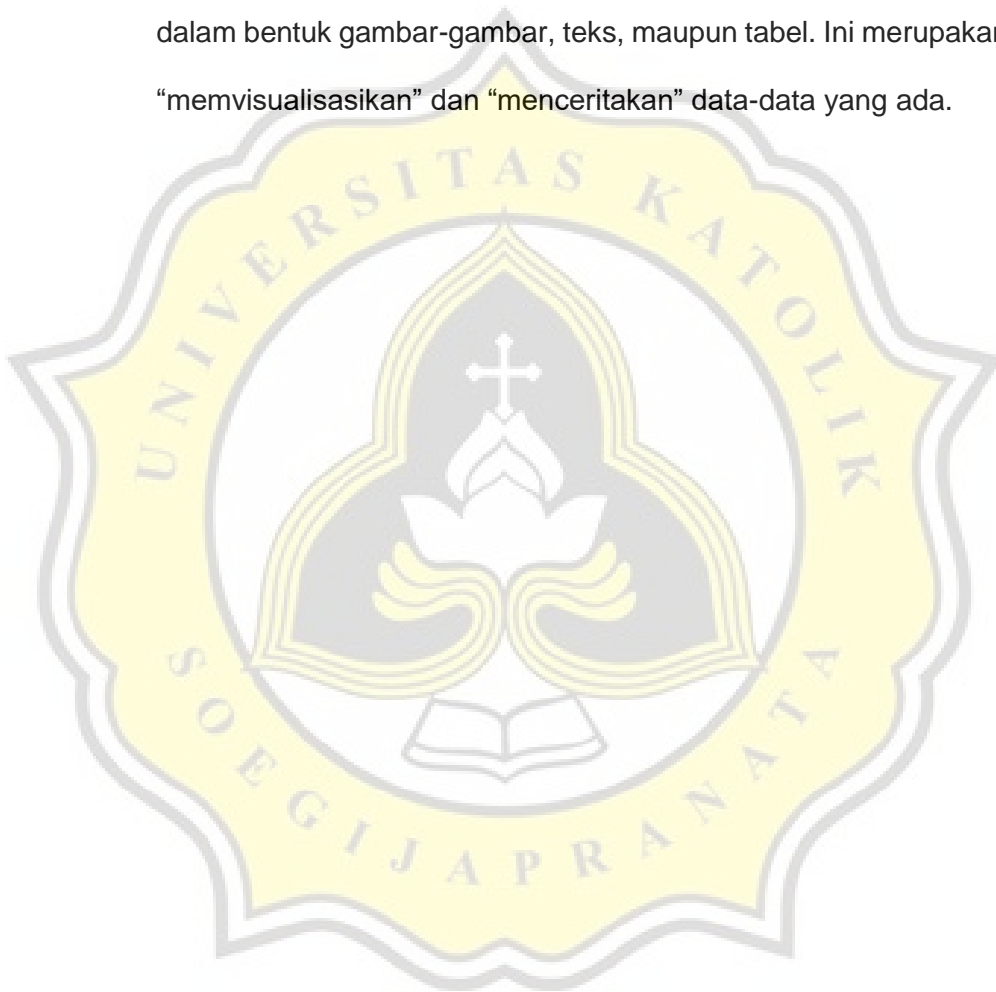 dalam bentuk gambar-gambar, teks, maupun tabel. Ini merupakan
“memvisualisasikan” dan “menceritakan” data-data yang ada.
UNIVERSITAS KATOLIK
SOEGIJAPRANATA